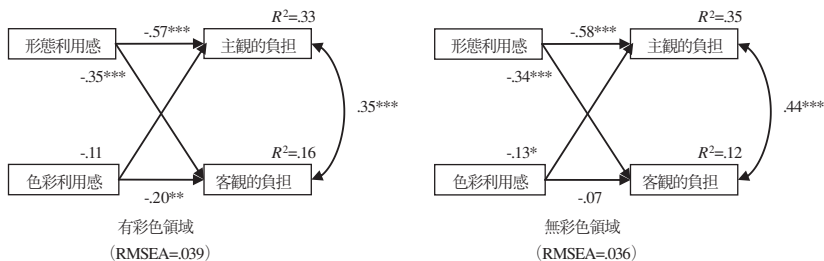 R²=.33
-.57***
形態利用感
主観的負担
-.35***
.35***
-.11
R²=.16
色彩利用感
客観的負担
-.20**
有彩色領域
(RMSEA=.039)
R²=.35
-.58***
形態利用感
主観的負担
-.34***
.44***
-.13*
R²=.12
色彩利用感
客観的負担
-.07
無彩色領域
(RMSEA=.036)